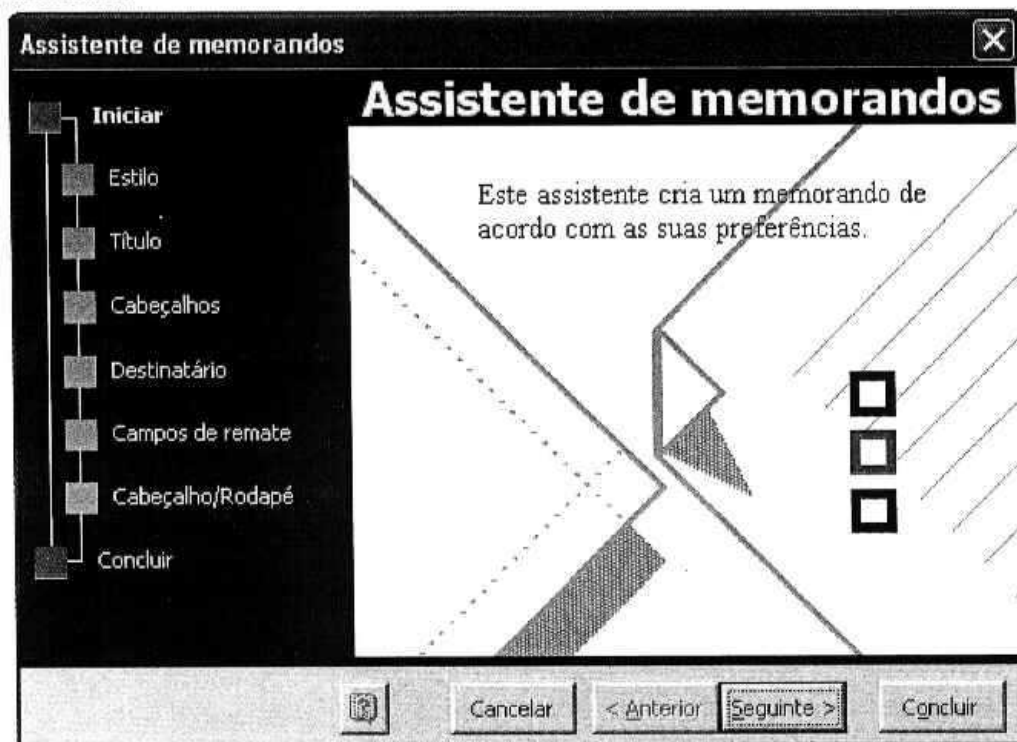 Assistente de memorandos
Assistente de memorandos
Iniciar
Estilo
Título
Cabeçalhos
Destinatário
Campos de remate
Cabeçalho/Rodapé
Concluir
Este assistente cria um memorando de
acordo com as suas preferências.
Cancelar
< Anterior
Seguinte >
Concluir